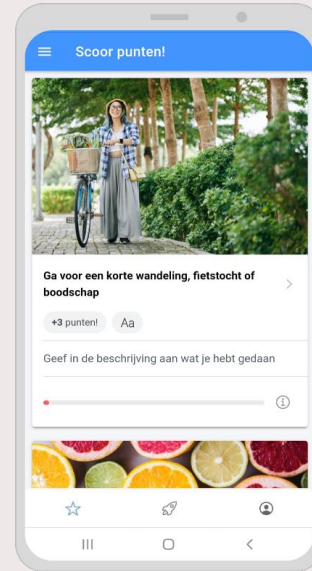 Scoor punten!
Ga voor een korte wandeling, fietstocht of
boodschap
+3 punten!
Aa
Geef in de beschrijving aan wat je hebt gedaan